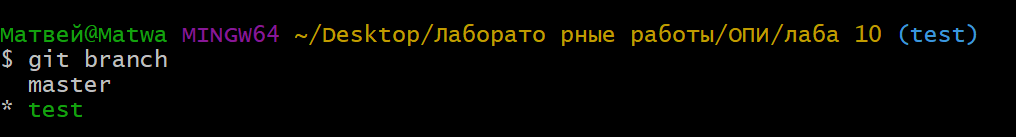 Матвей@Matwa MINGW64 ~/Desktop/Лаборато рные работы/ОПИ/лаба 10 (test)
$ git branch
  master
* test